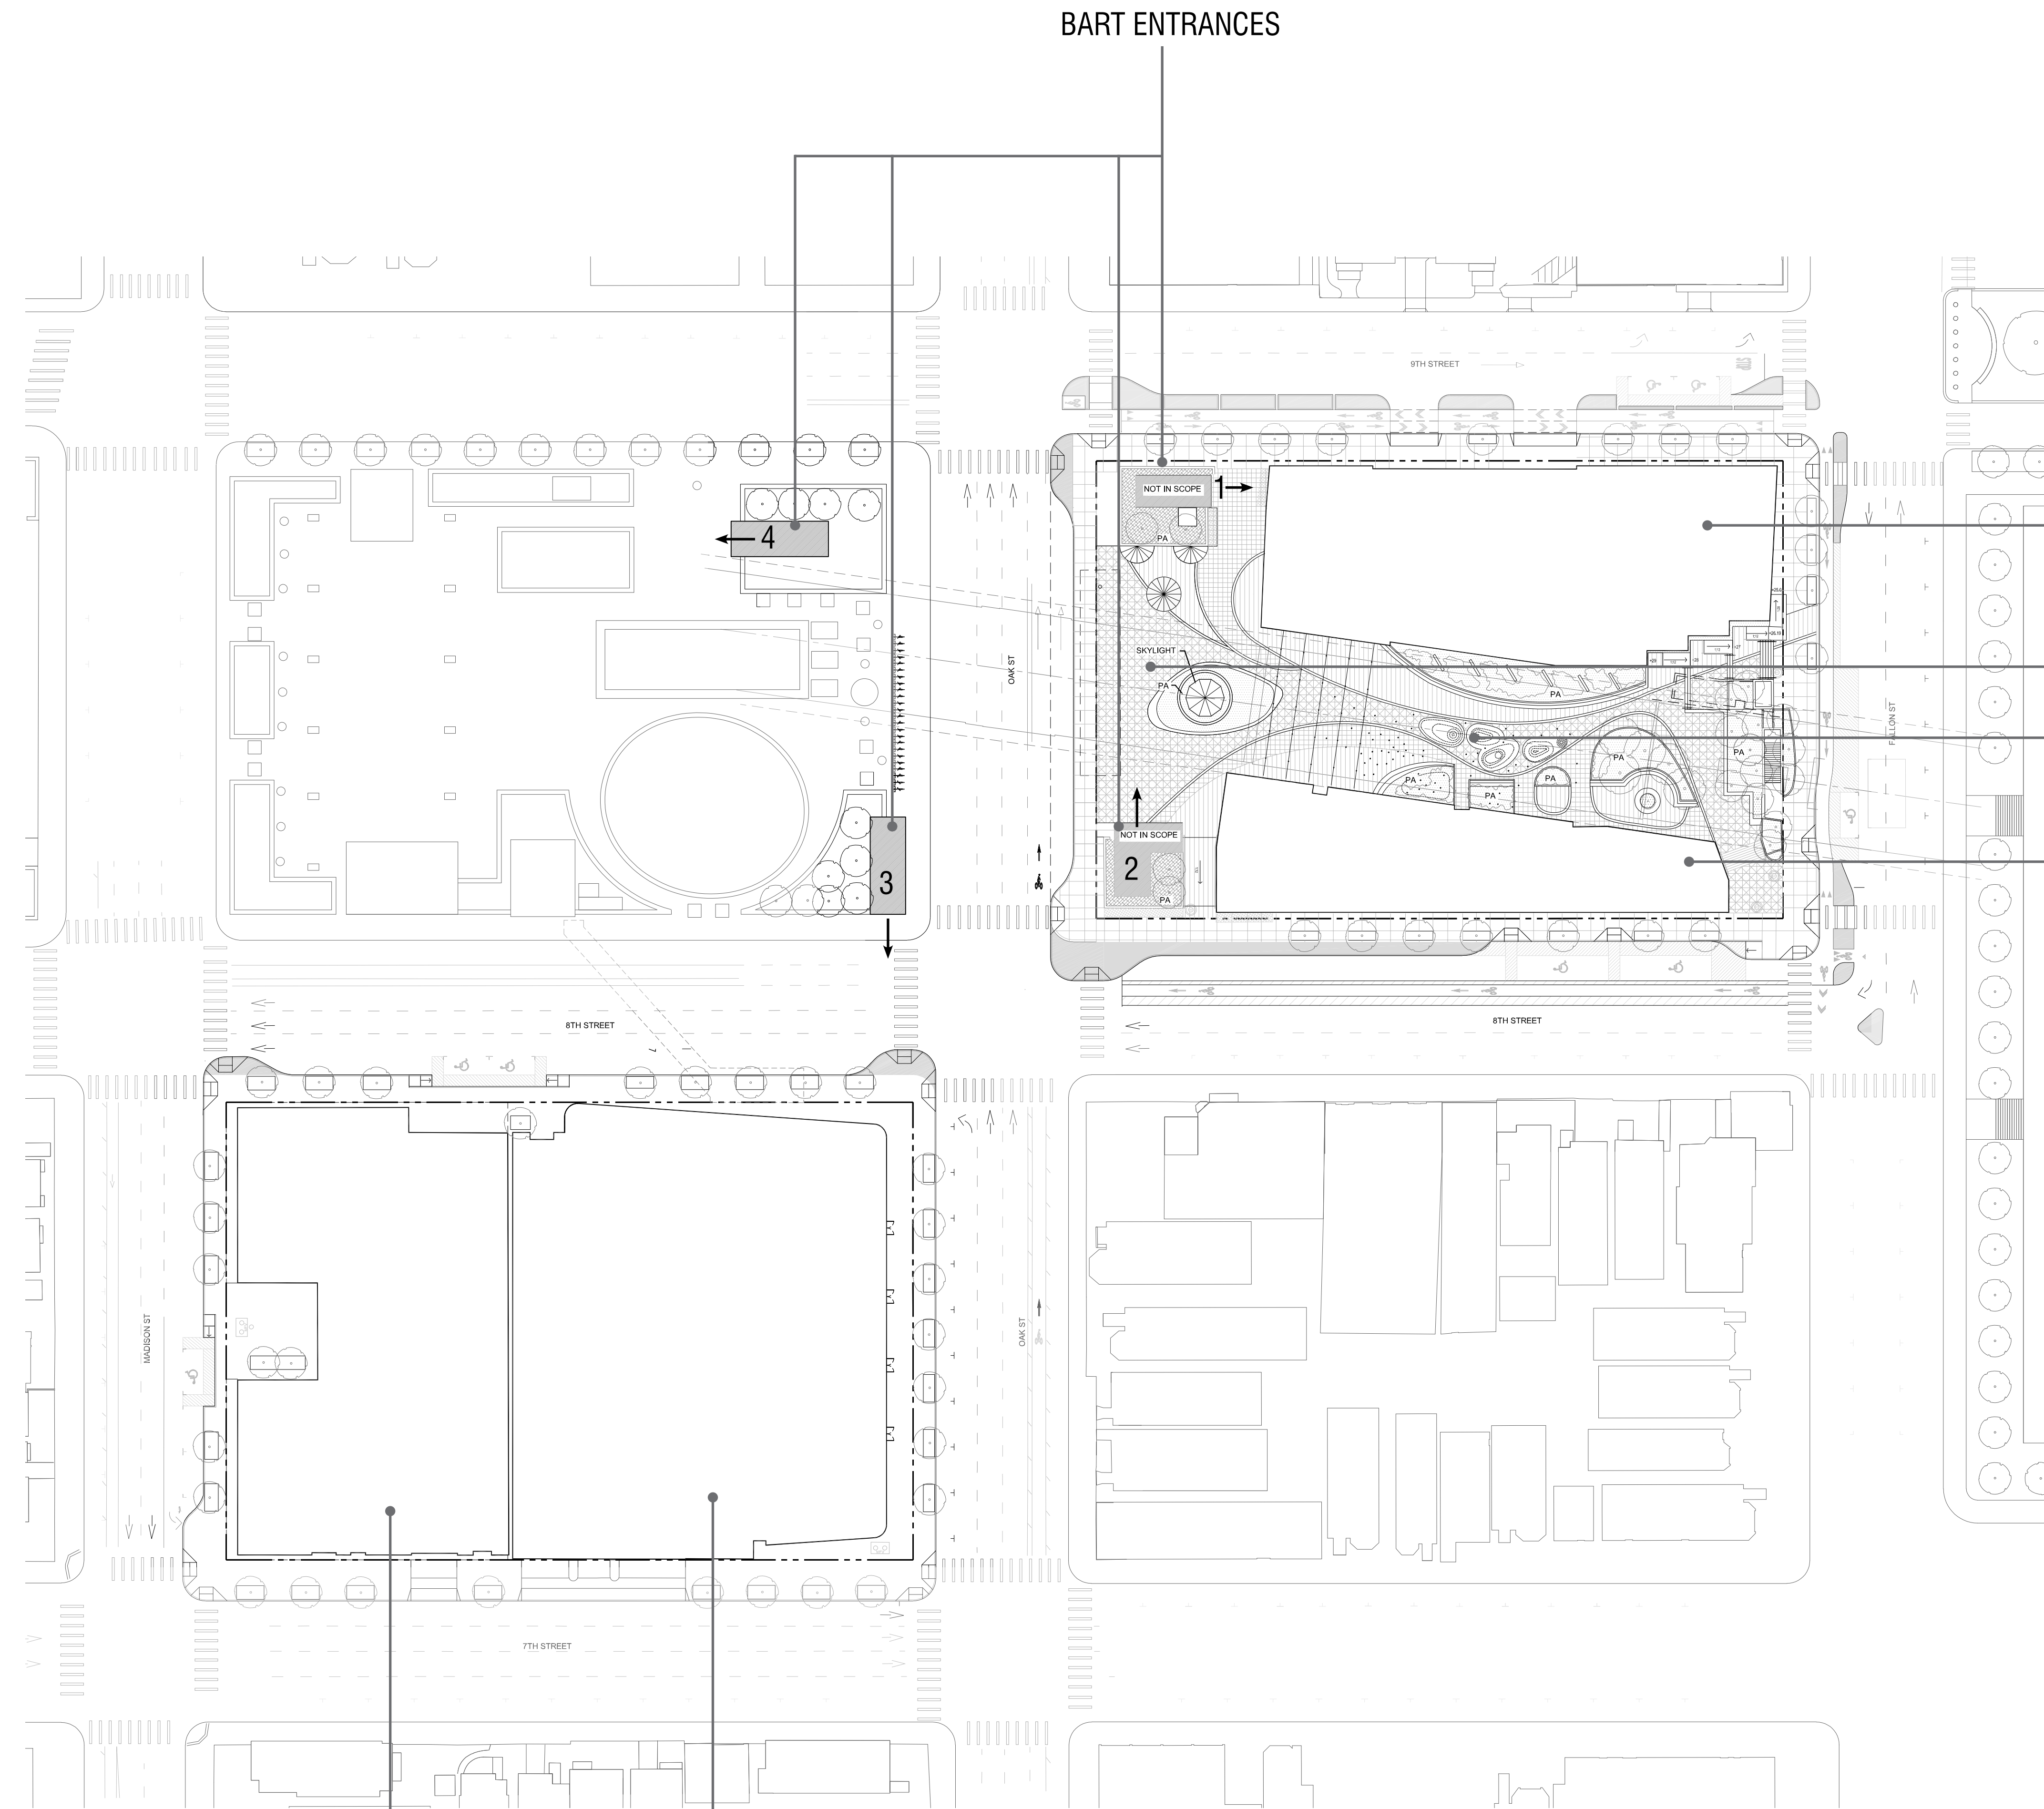 BART ENTRANCES
9TH STREET
NOT IN SCOPE
1
PA
4
SKYLIGHT
PA
OAK ST
PA
FALLON ST
PA
PA
PA
PA
PA
NOT IN SCOPE
2
PA
3
8TH STREET
8TH STREET
MADISON ST
OAK ST
7TH STREET